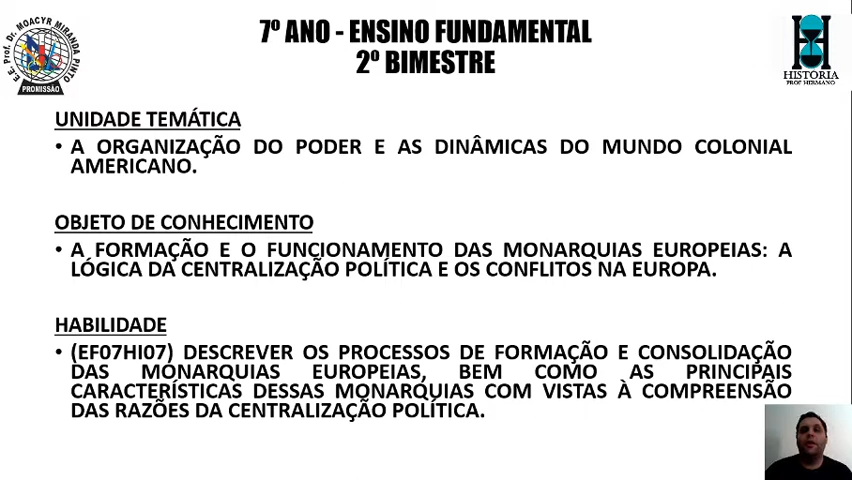 7º ANO - ENSINO FUNDAMENTAL
2º BIMESTRE
E.E. Prof. Dr. MOACYR MIRANDA PINTO
PROMISSÃO
H
HISTORIA
PROF HERMANO
UNIDADE TEMÁTICA
• A ORGANIZAÇÃO DO PODER E AS DINÂMICAS DO MUNDO COLONIAL
AMERICANO.
OBJETO DE CONHECIMENTO
• A FORMAÇÃO E O FUNCIONAMENTO DAS MONARQUIAS EUROPEIAS: A
LÓGICA DA CENTRALIZAÇÃO POLÍTICA E OS CONFLITOS NA EUROPA.
HABILIDADE
• (EF07HI07) DESCREVER OS PROCESSOS DE FORMAÇÃO E CONSOLIDAÇÃO
DAS MONARQUIAS EUROPEIAS, BEM COMO AS PRINCIPAIS
CARACTERÍSTICAS DESSAS MONARQUIAS COM VISTAS À COMPREENSÃO
DAS RAZÕES DA CENTRALIZAÇÃO POLÍTICA.